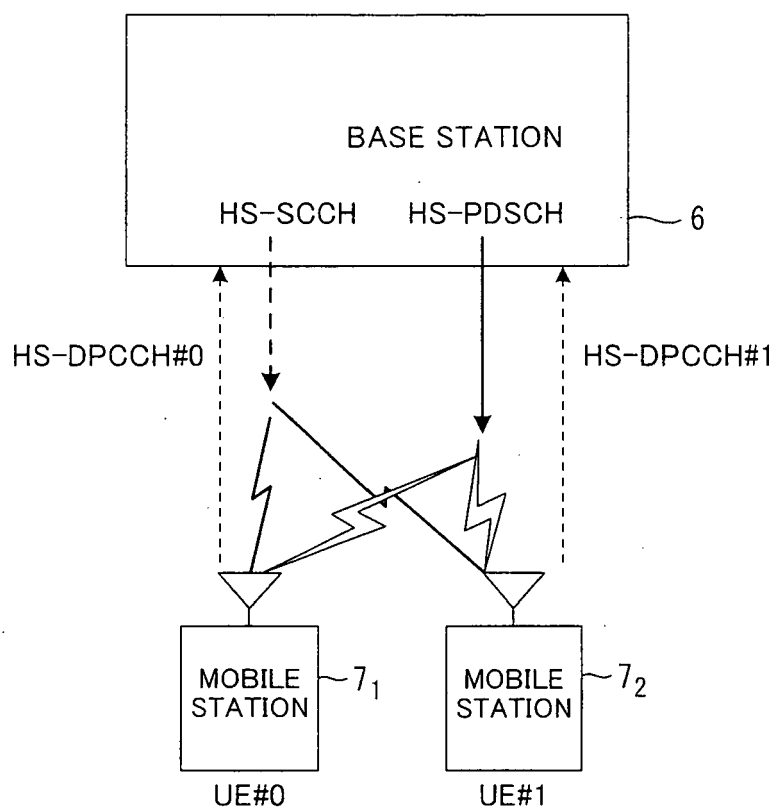 BASE STATION
HS-SCCH HS-PDSCH
6
HS-DPCCH#0 HS-DPCCH#1
MOBILE STATION 7₁
MOBILE STATION 7₂
UE#0 UE#1